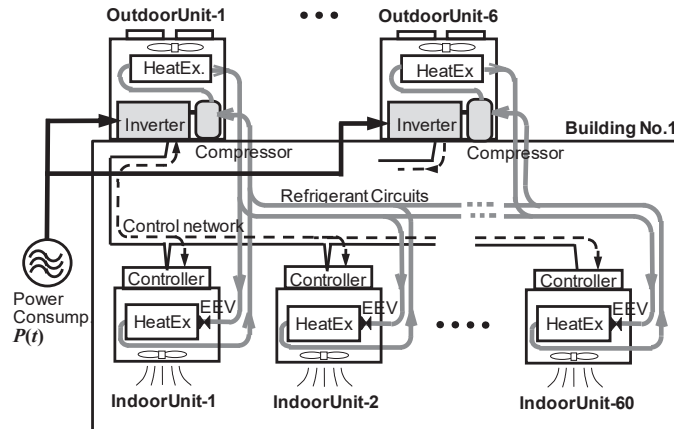 OutdoorUnit-1
OutdoorUnit-6
HeatEx.
HeatEx
Inverter
Inverter
Building No.1
Compressor
Compressor
Refrigerant Circuits
Control network
Controller
Controller
Controller
Power
Consump.
P(t)
EEV
EEV
EEV
HeatEx
HeatEx
HeatEx
IndoorUnit-1
IndoorUnit-2
IndoorUnit-60